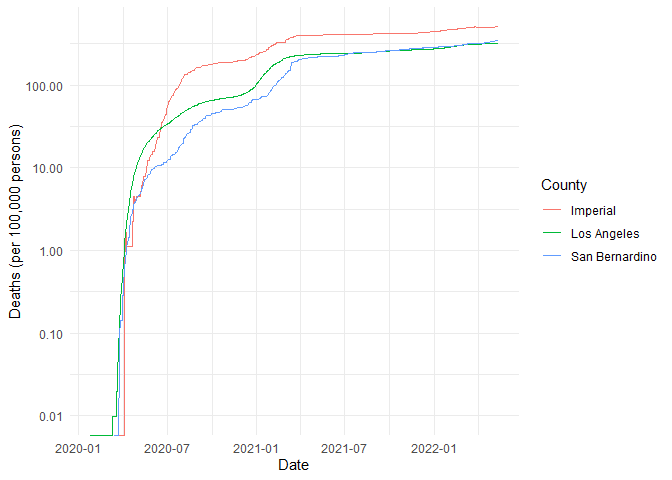 Deaths (per 100,000 persons)
100.00
10.00
1.00
0.10
0.01
2020-01
2020-07
2021-01
2021-07
2022-01
Date
County
Imperial
Los Angeles
San Bernardino